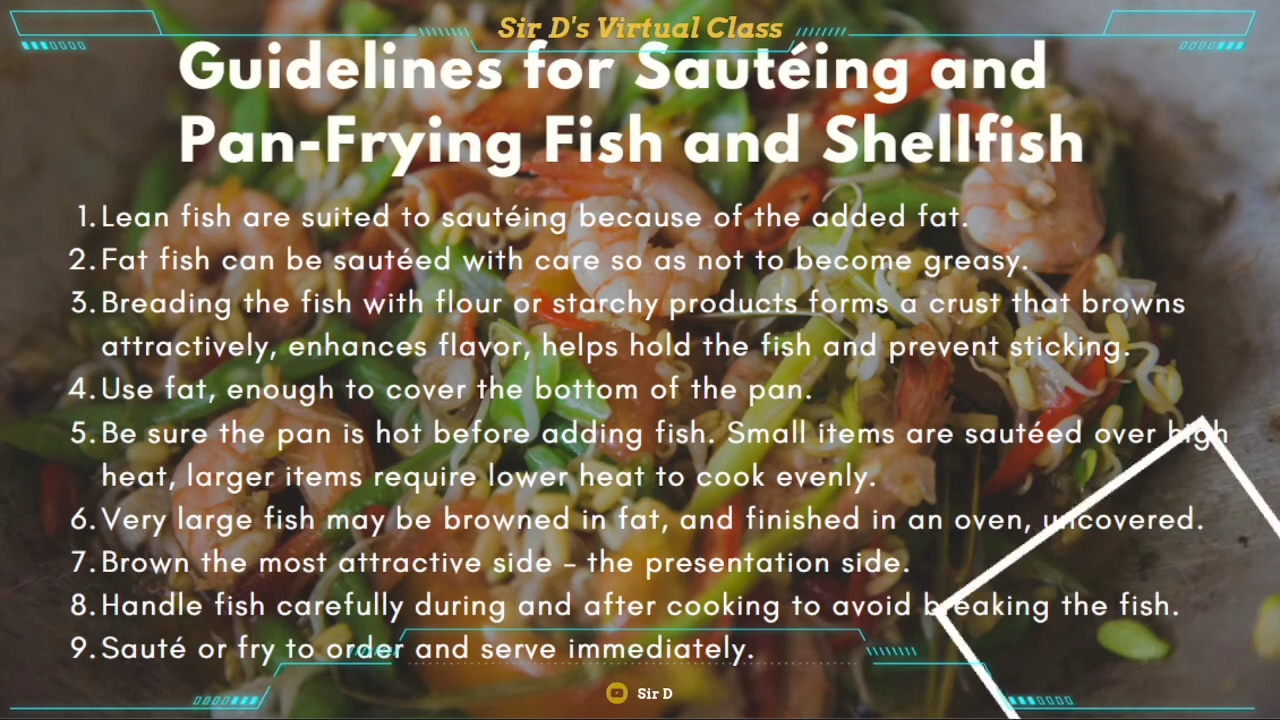 Sir D's Virtual Class
Guidelines for Sautéing and
Pan-Frying Fish and Shellfish
1. Lean fish are suited to sautéing because of the added fat.
2. Fat fish can be sautéed with care so as not to become greasy.
3. Breading the fish with flour or starchy products forms a crust that browns
attractively, enhances flavor, helps hold the fish and prevent sticking.
4. Use fat, enough to cover the bottom of the pan.
5. Be sure the pan is hot before adding fish. Small items are sautéed over high
heat, larger items require lower heat to cook evenly.
6. Very large fish may be browned in fat, and finished in an oven, uncovered.
7. Brown the most attractive side – the presentation side.
8. Handle fish carefully during and after cooking to avoid breaking the fish.
9. Sauté or fry to order and serve immediately.
Sir D